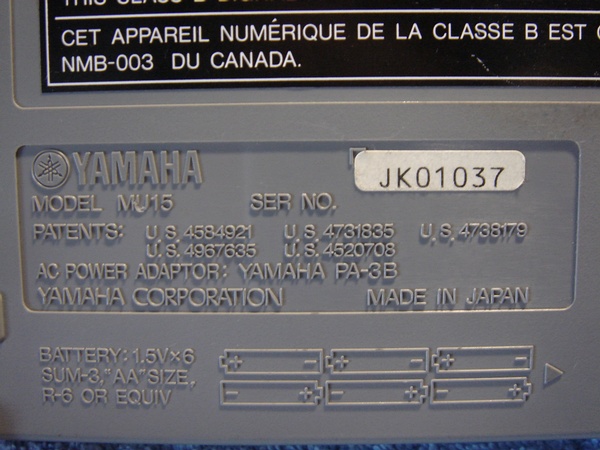 CET APPAREIL NUMÉRIQUE DE LA CLASSE B EST
NMB-003 DU CANADA.
YAMAHA
JK01037
MODEL MU15 SER NO.
PATENTS: U.S.4584921 U.S.4731835 U.S.4738179
U.S.4967635 U.S.4520708
AC POWER ADAPTOR: YAMAHA PA-3B
YAMAHA CORPORATION MADE IN JAPAN
BATTERY: 1.5V×6
SUM-3, "AA" SIZE,
R-6 OR EQUIV